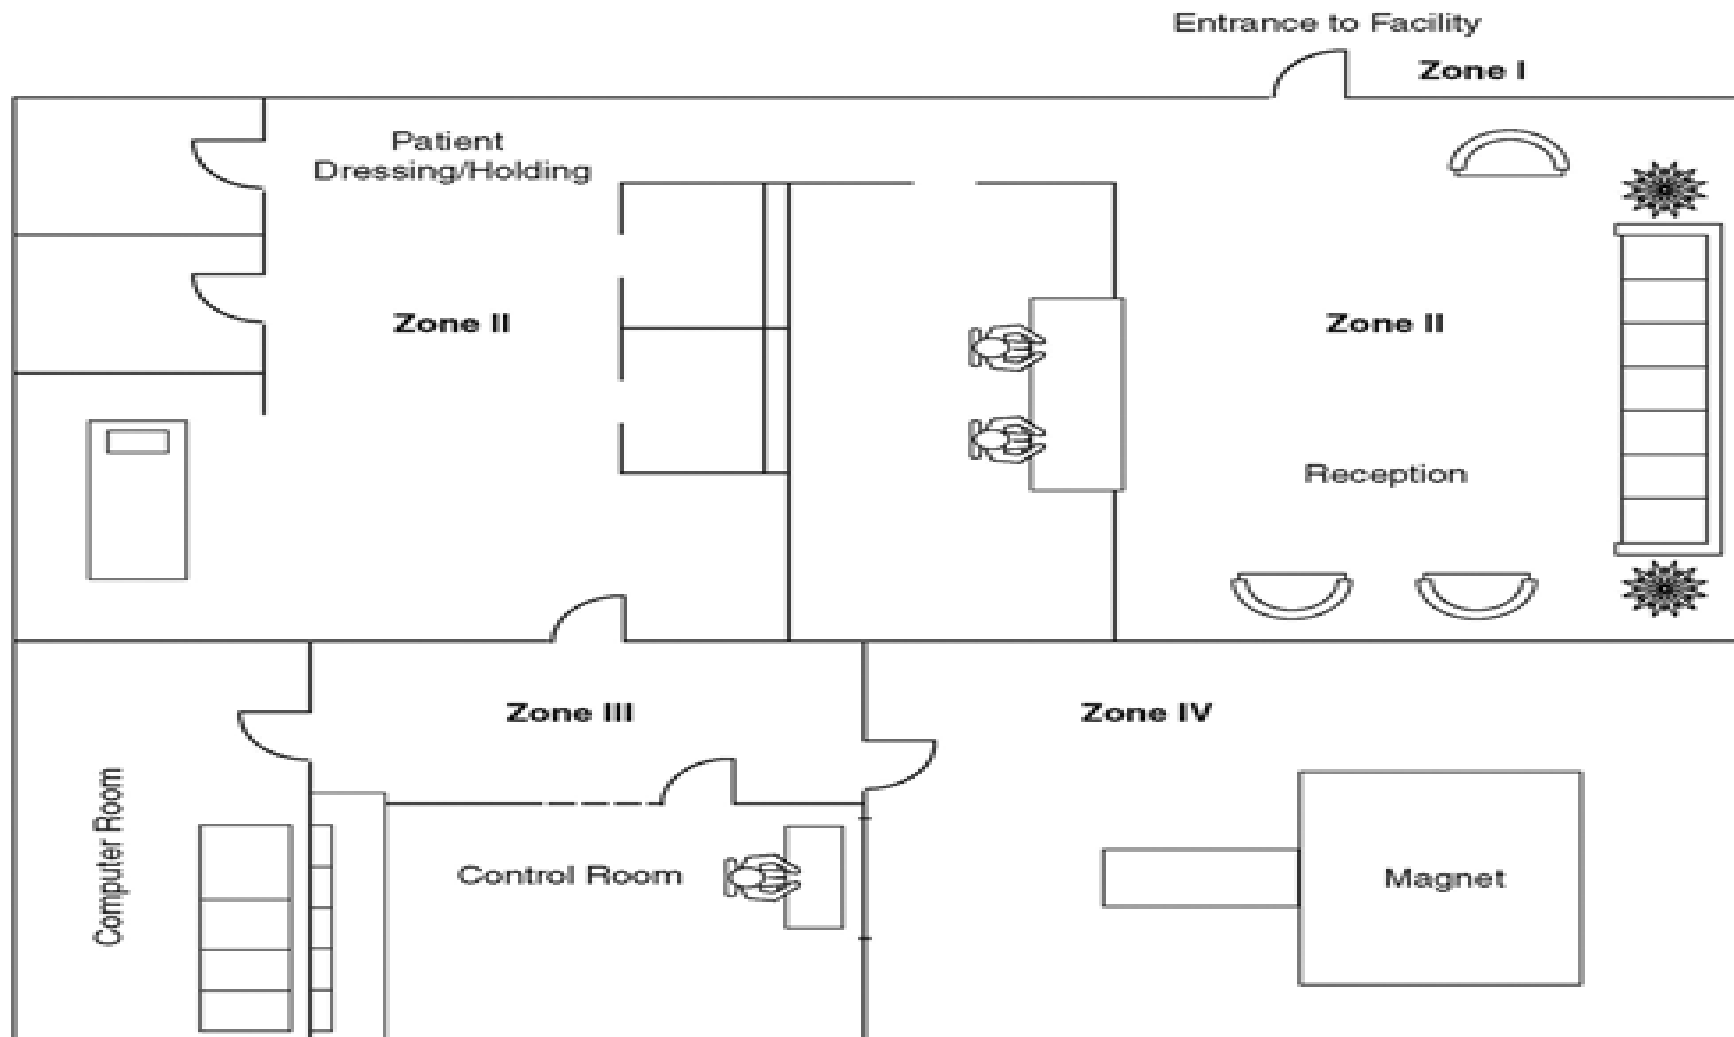 Entrance to Facility
Zone I
Patient
Dressing/Holding
Zone II
Zone II
Reception
Zone III
Zone IV
Computer Room
Control Room
Magnet